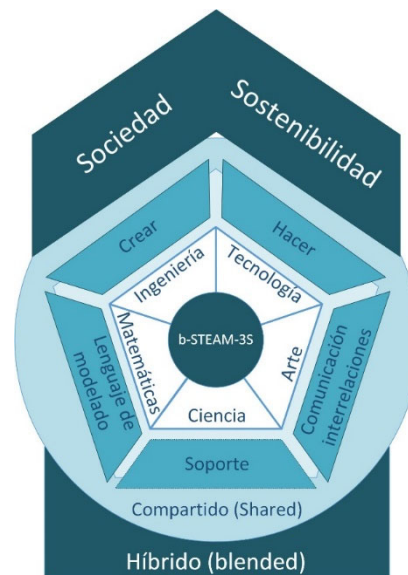 Sociedad
Sostenibilidad
Crear
Hacer
Ingeniería
Tecnología
Lenguaje de
modelado
Matemáticas
b-STEAM-3S
Arte
Comunicación
interrelaciones
Ciencia
Soporte
Compartido (Shared)
Híbrido (blended)